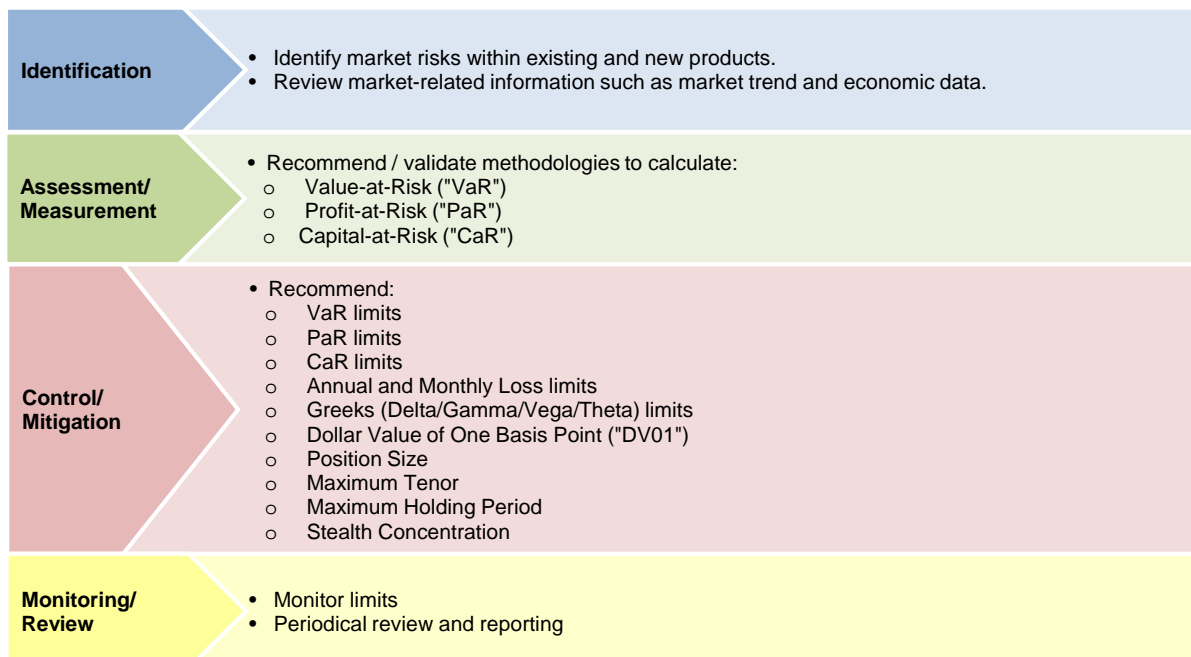 Identification
• Identify market risks within existing and new products.
• Review market-related information such as market trend and economic data.
Assessment/
Measurement
• Recommend / validate methodologies to calculate:
o Value-at-Risk ("VaR")
o Profit-at-Risk ("PaR")
o Capital-at-Risk ("CaR")
Control/
Mitigation
• Recommend:
o VaR limits
o PaR limits
o CaR limits
o Annual and Monthly Loss limits
o Greeks (Delta/Gamma/Vega/Theta) limits
o Dollar Value of One Basis Point ("DV01")
o Position Size
o Maximum Tenor
o Maximum Holding Period
o Stealth Concentration
Monitoring/
Review
• Monitor limits
• Periodical review and reporting